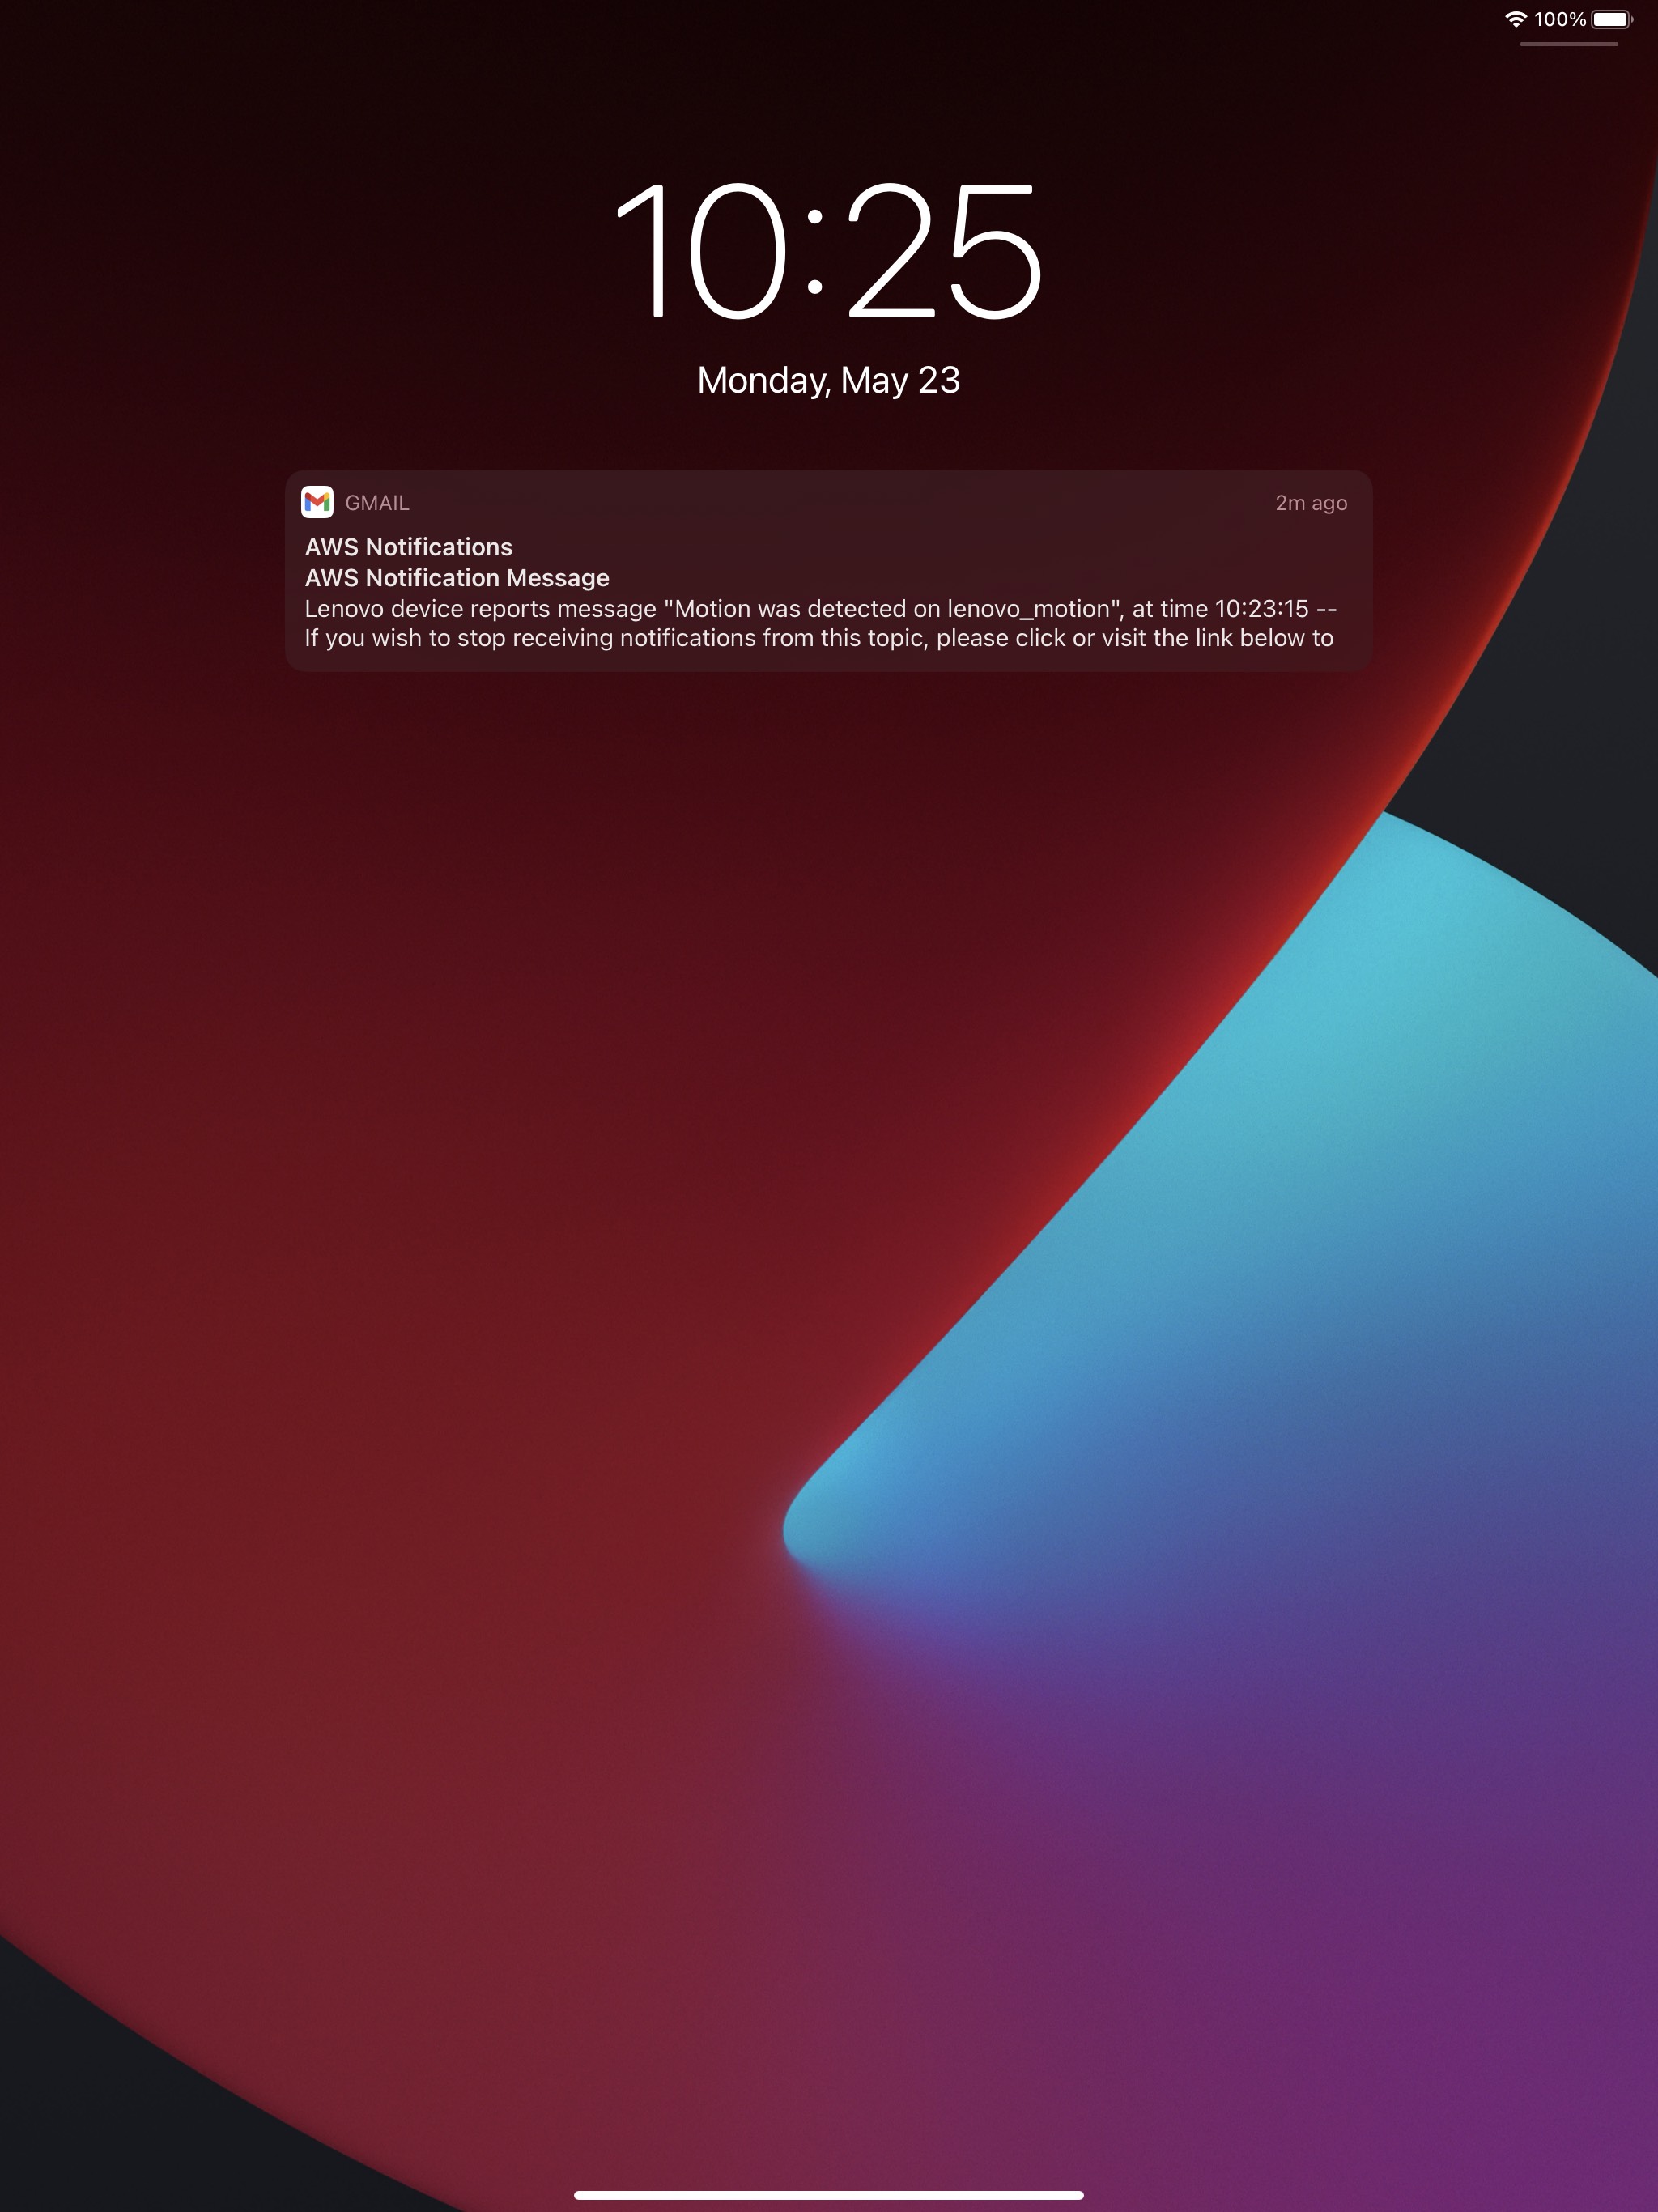 100%
10:25
Monday, May 23
GMAIL 2m ago
AWS Notifications
AWS Notification Message
Lenovo device reports message "Motion was detected on lenovo_motion", at time 10:23:15 --
If you wish to stop receiving notifications from this topic, please click or visit the link below to